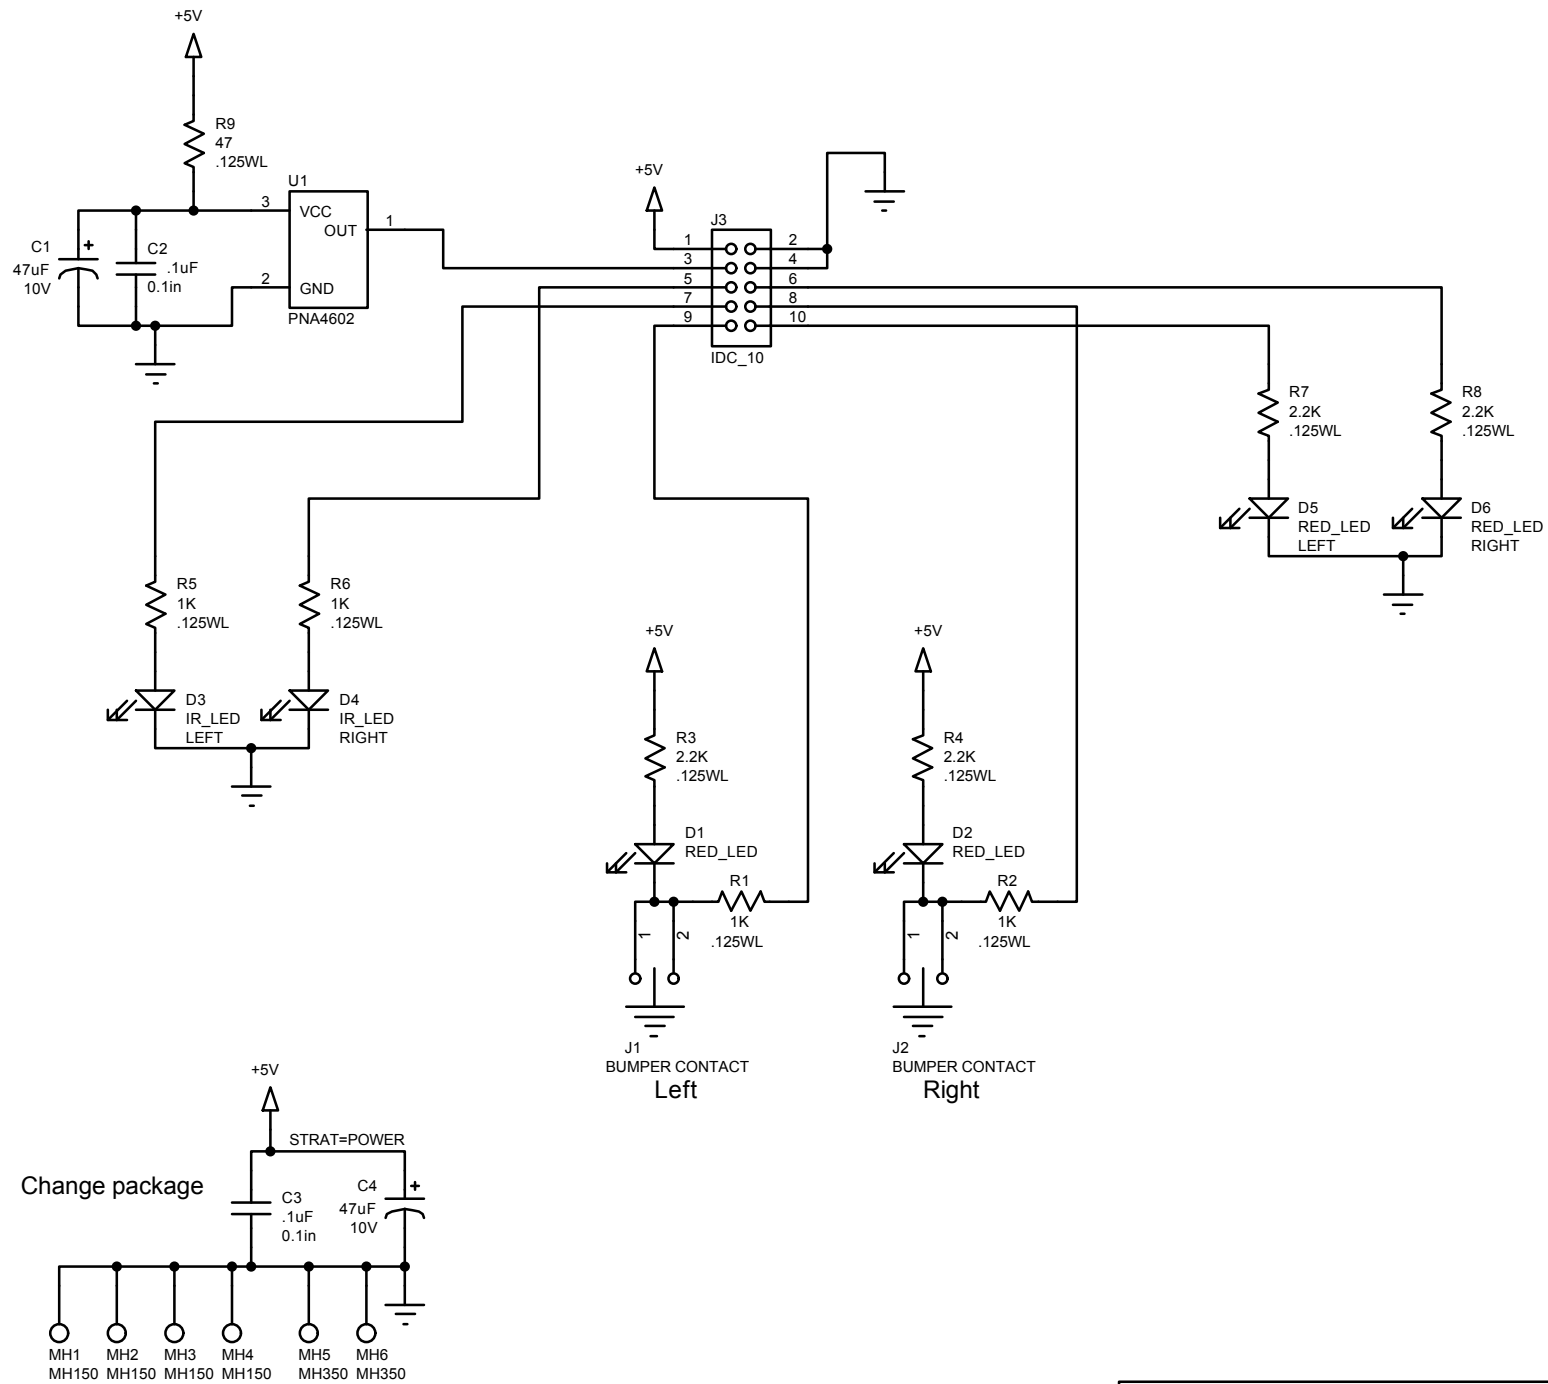 +5V
R9
47
.125WL
U1
3
VCC
OUT
1
C1
+
47uF
10V
C2
.1uF
0.1in
2
GND
PNA4602
+5V
J3
1
2
3
4
5
6
7
8
9
10
IDC_10
R7
2.2K
.125WL
R8
2.2K
.125WL
D5
RED_LED
LEFT
D6
RED_LED
RIGHT
R5
1K
.125WL
R6
1K
.125WL
D3
IR_LED
LEFT
D4
IR_LED
RIGHT
+5V
R3
2.2K
.125WL
D1
RED_LED
R1
1K
.125WL
1
2
J1
BUMPER CONTACT
Left
+5V
R4
2.2K
.125WL
D2
RED_LED
R2
1K
.125WL
1
2
J2
BUMPER CONTACT
Right
+5V
STRAT=POWER
Change package
C3
.1uF
0.1in
C4
+
47uF
10V
MH1 MH2 MH3 MH4 MH5 MH6
MH150 MH150 MH150 MH150 MH350 MH350